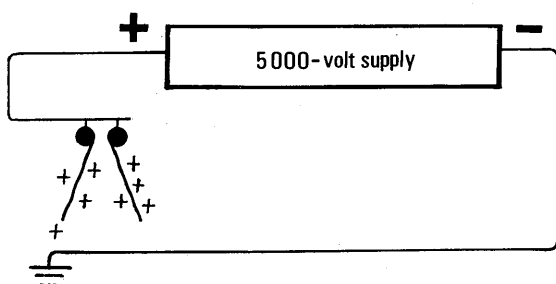 + −
5000-volt supply
+ + +
+ + +
+ +
+